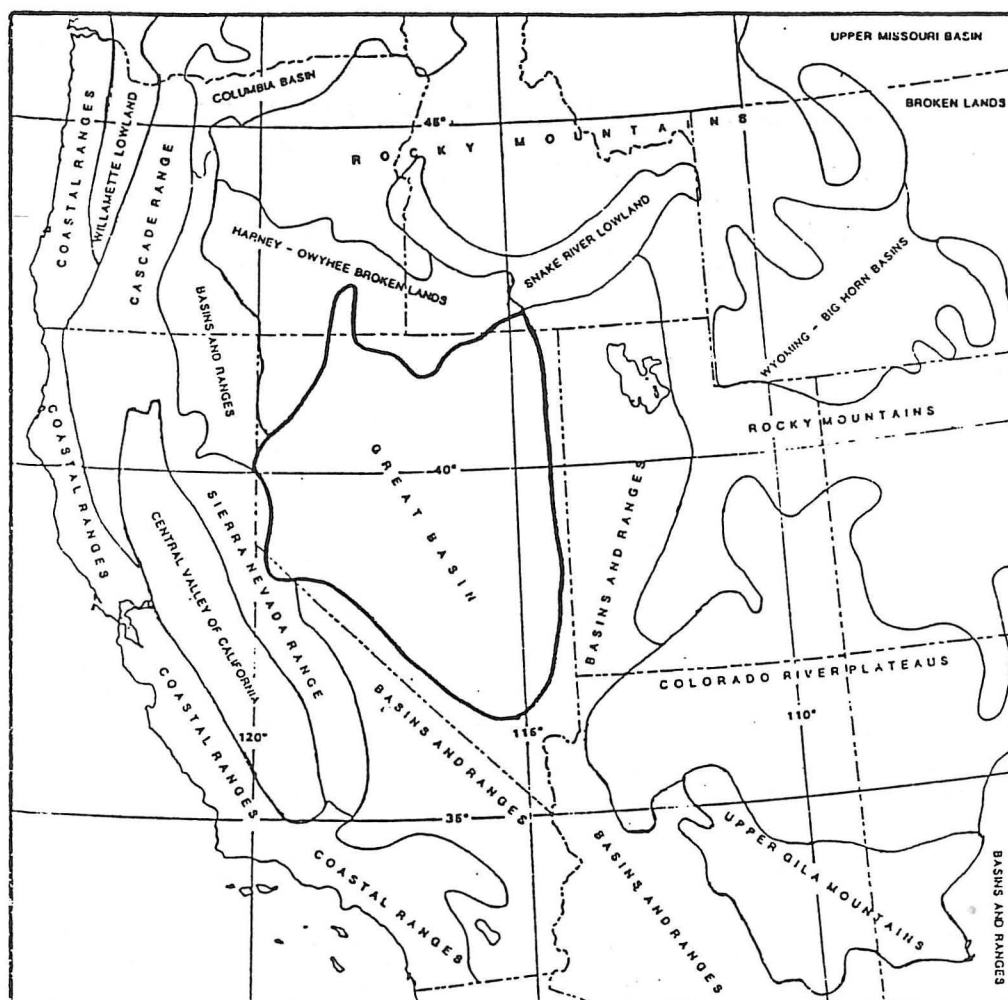 UPPER MISSOURI BASIN
COLUMBIA BASIN
BROKEN LANDS
COASTAL RANGES
WILLAMETTE LOWLAND
CASCADE RANGE
45°
ROCKY MOUNTAINS
HARNEY - OWYHEE BROKEN LANDS
SNAKE RIVER LOWLAND
WYOMING - BIG HORN BASINS
BASINS AND RANGES
ROCKY MOUNTAINS
COASTAL RANGES
40°
GREAT BASIN
BASINS AND RANGES
SIERRA NEVADA RANGE
CENTRAL VALLEY OF CALIFORNIA
COASTAL RANGES
COLORADO RIVER PLATEAUS
BASINS AND RANGES
120°
115°
110°
35°
COASTAL RANGES
BASINS AND RANGES
UPPER GILA MOUNTAINS
BASINS AND RANGES